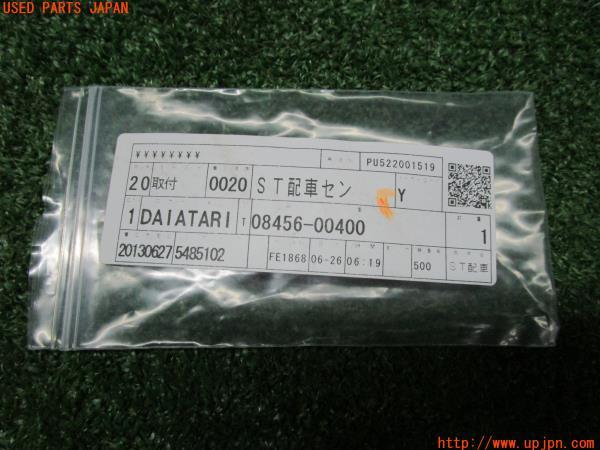 USED PARTS JAPAN
￥￥￥￥￥￥￥￥ PU522001519
20 取付 0020 ＳＴ配車セン Y
1 DAIATARI T 08456-00400 1
20130627 5485102 FE1868 06-26 06:19 500 ＳＴ配車
http://www.upjpn.com/